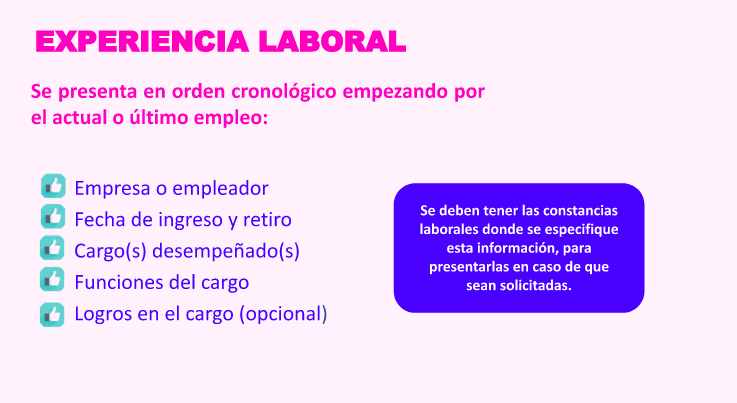 EXPERIENCIA LABORAL
Se presenta en orden cronológico empezando por
el actual o último empleo:
Empresa o empleador
Fecha de ingreso y retiro
Cargo(s) desempeñado(s)
Funciones del cargo
Logros en el cargo (opcional)
Se deben tener las constancias
laborales donde se especifique
esta información, para
presentarlas en caso de que
sean solicitadas.